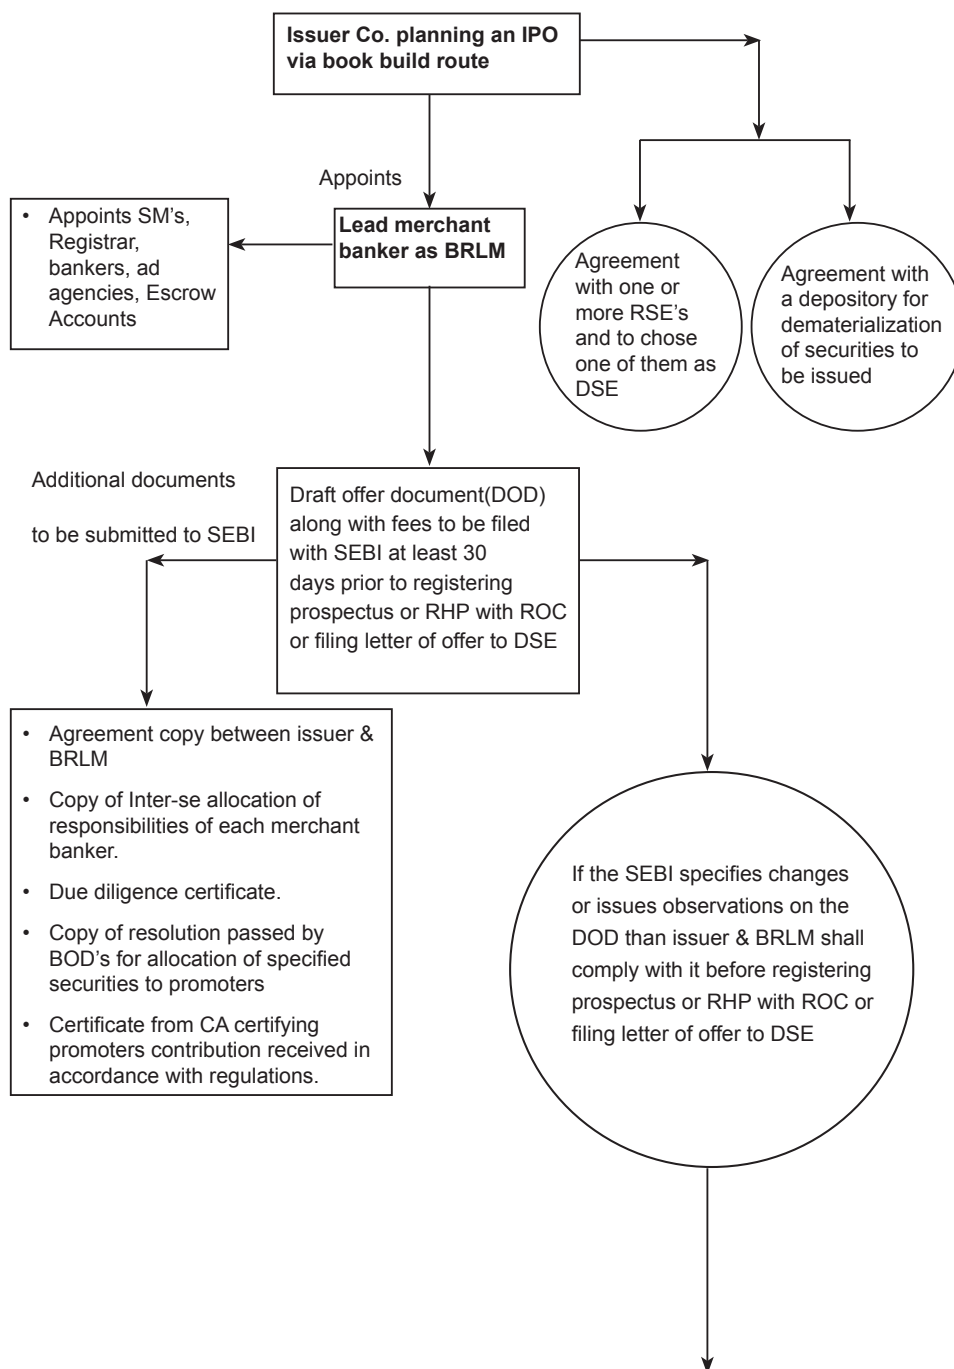 Issuer Co. planning an IPO
via book build route
Appoints
• Appoints SM's,
Registrar,
bankers, ad
agencies, Escrow
Accounts
Lead merchant
banker as BRLM
Agreement
with one or
more RSE's
and to chose
one of them as
DSE
Agreement with
a depository for
dematerialization
of securities to
be issued
Additional documents
to be submitted to SEBI
Draft offer document(DOD)
along with fees to be filed
with SEBI at least 30
days prior to registering
prospectus or RHP with ROC
or filing letter of offer to DSE
• Agreement copy between issuer &
BRLM
• Copy of Inter-se allocation of
responsibilities of each merchant
banker.
• Due diligence certificate.
• Copy of resolution passed by
BOD's for allocation of specified
securities to promoters
• Certificate from CA certifying
promoters contribution received in
accordance with regulations.
If the SEBI specifies changes
or issues observations on the
DOD than issuer & BRLM shall
comply with it before registering
prospectus or RHP with ROC or
filing letter of offer to DSE